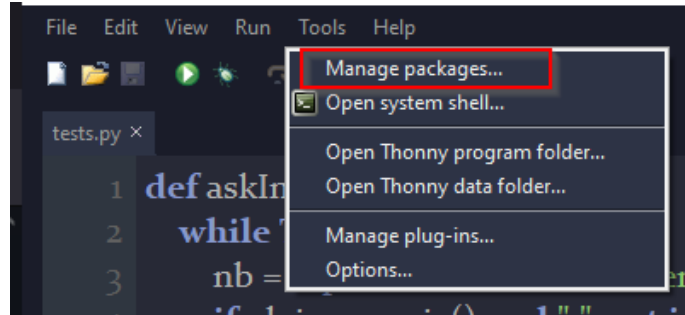 File Edit View Run Tools Help
Manage packages...
Open system shell...
tests.py ×
Open Thonny program folder...
Open Thonny data folder...
Manage plug-ins...
Options...
1 def askIn
2 while
3 nb =